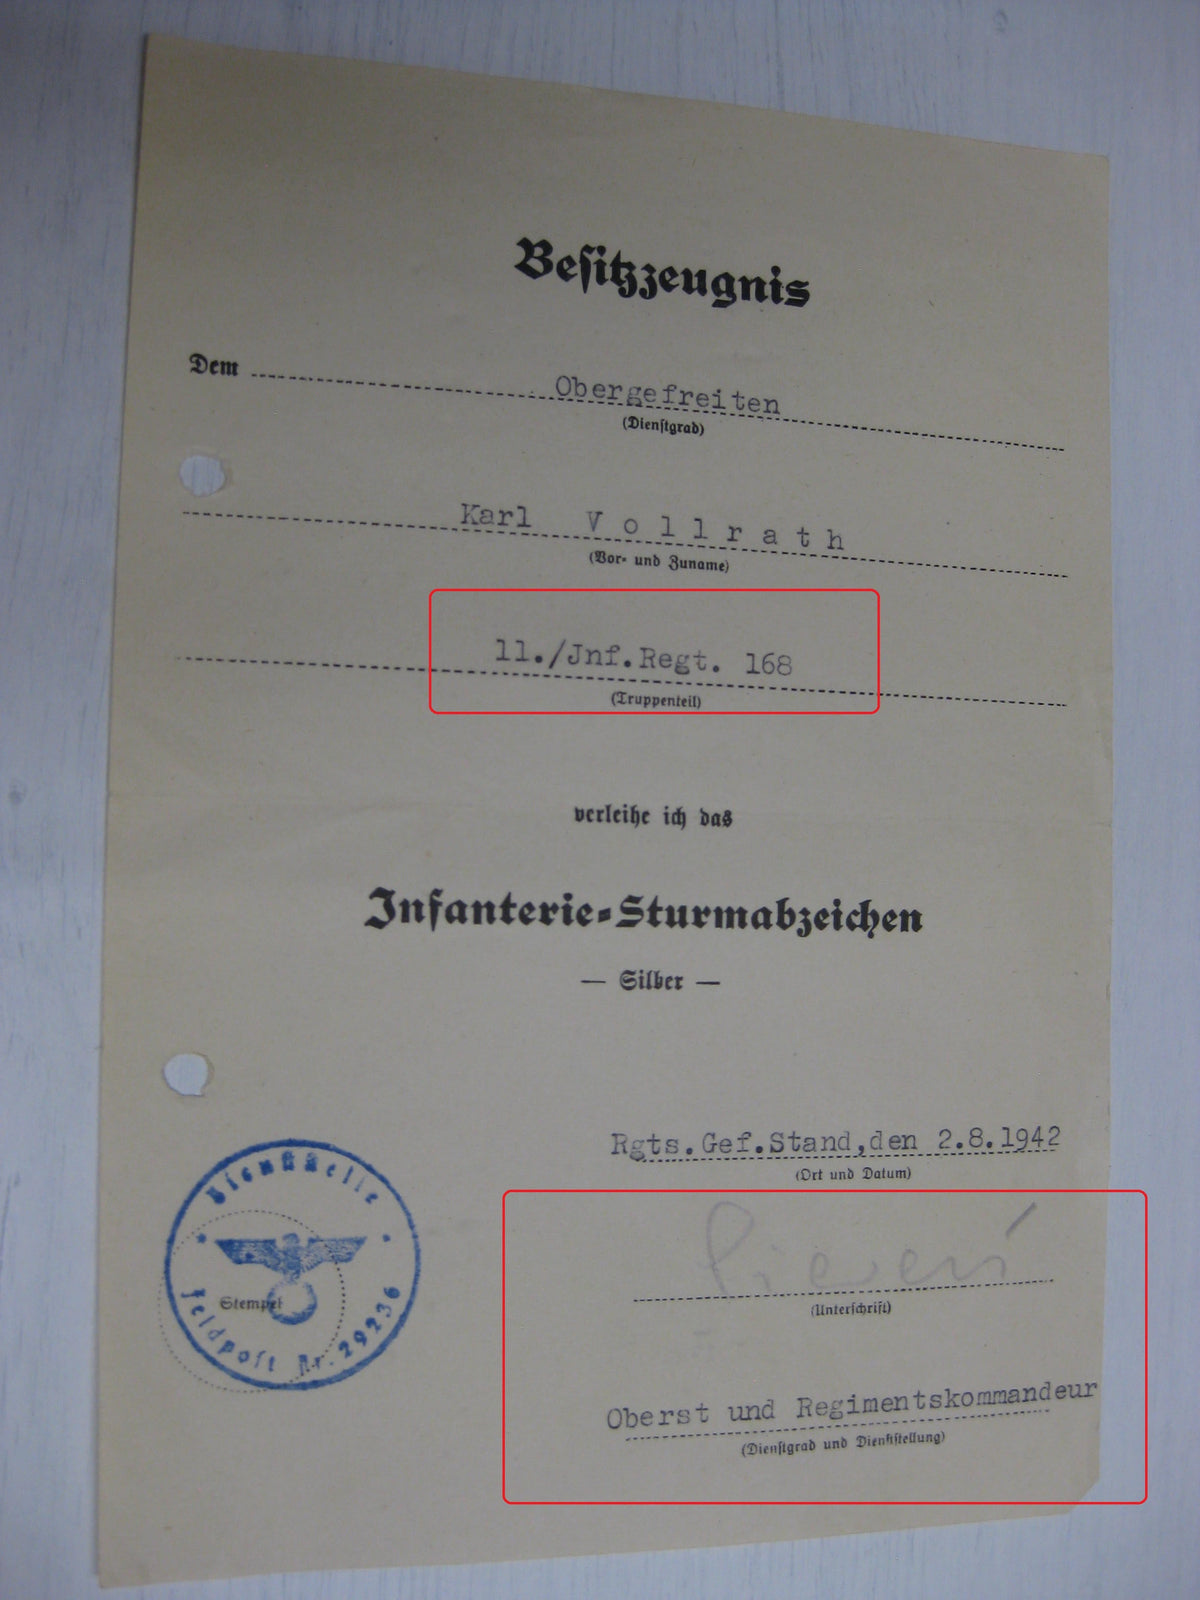 Besitzzeugnis
Dem Obergefreiten
(Dienstgrad)
Karl Vollrath
(Vor- und Zuname)
11./Jnf.Regt. 168
(Truppenteil)
verleihe ich das
Infanterie-Sturmabzeichen
— Silber —
Rgts.Gef.Stand,den 2.8.1942
(Ort und Datum)
(Unterschrift)
Oberst und Regimentskommandeur
(Dienstgrad und Dienststellung)
Dienststelle
Stempel
Feldpost Nr. 29236